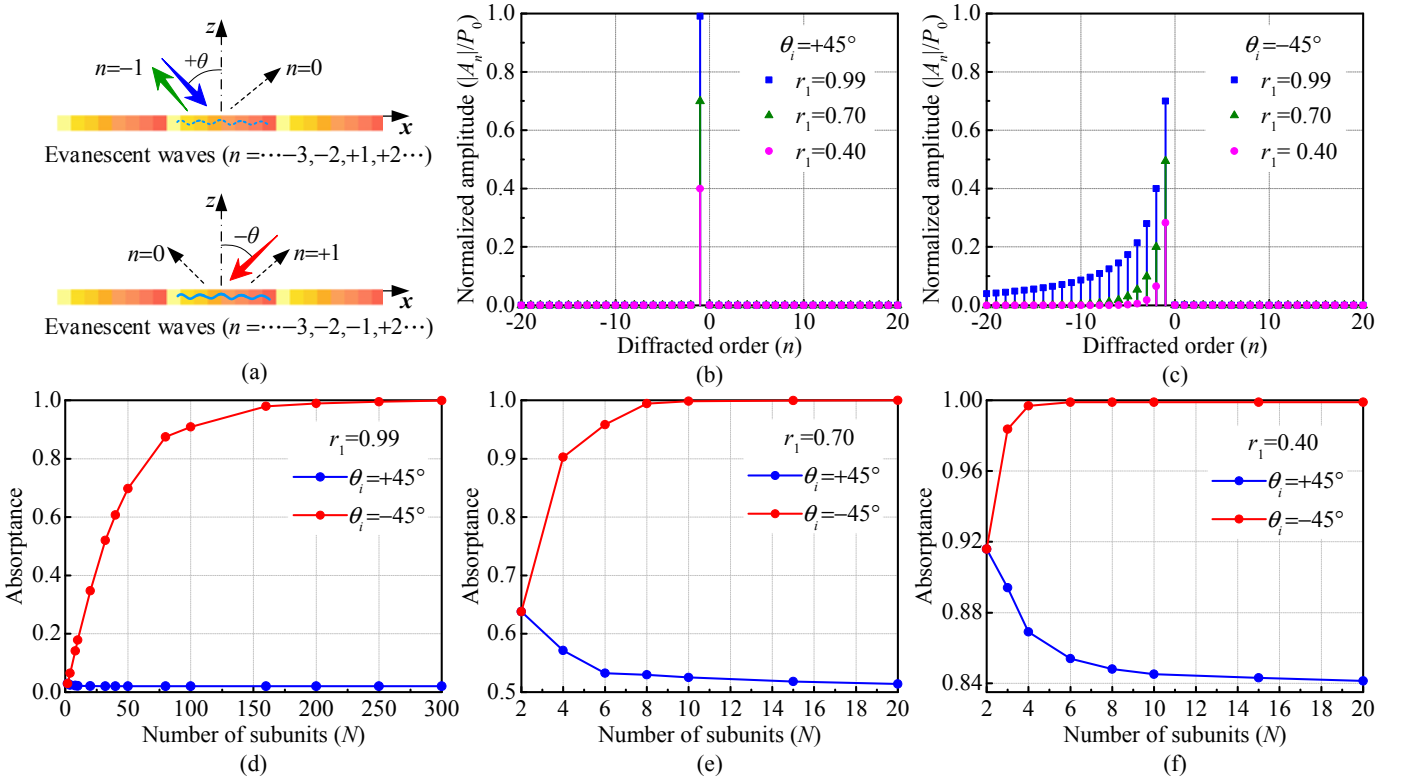 z
n=−1
+θ
n=0
x
Evanescent waves (n =⋯−3,−2,+1,+2⋯)
z
−θ
n=0
n=+1
x
Evanescent waves (n =⋯−3,−2,−1,+2⋯)
(a)
Normalized amplitude (|Aₙ|/P₀)
1.0
0.8
0.6
0.4
0.2
0.0
-20
-10
0
10
20
Diffracted order (n)
θᵢ=+45°
r₁=0.99
r₁=0.70
r₁=0.40
(b)
Normalized amplitude (|Aₙ|/P₀)
1.0
0.8
0.6
0.4
0.2
0.0
-20
-10
0
10
20
Diffracted order (n)
θᵢ=−45°
r₁=0.99
r₁=0.70
r₁= 0.40
(c)
Absorptance
1.0
0.8
0.6
0.4
0.2
0.0
0
50
100
150
200
250
300
Number of subunits (N)
r₁=0.99
θᵢ=+45°
θᵢ=−45°
(d)
Absorptance
1.0
0.9
0.8
0.7
0.6
0.5
2
4
6
8
10
12
14
16
18
20
Number of subunits (N)
r₁=0.70
θᵢ=+45°
θᵢ=−45°
(e)
Absorptance
1.00
0.96
0.92
0.88
0.84
2
4
6
8
10
12
14
16
18
20
Number of subunits (N)
r₁=0.40
θᵢ=+45°
θᵢ=−45°
(f)